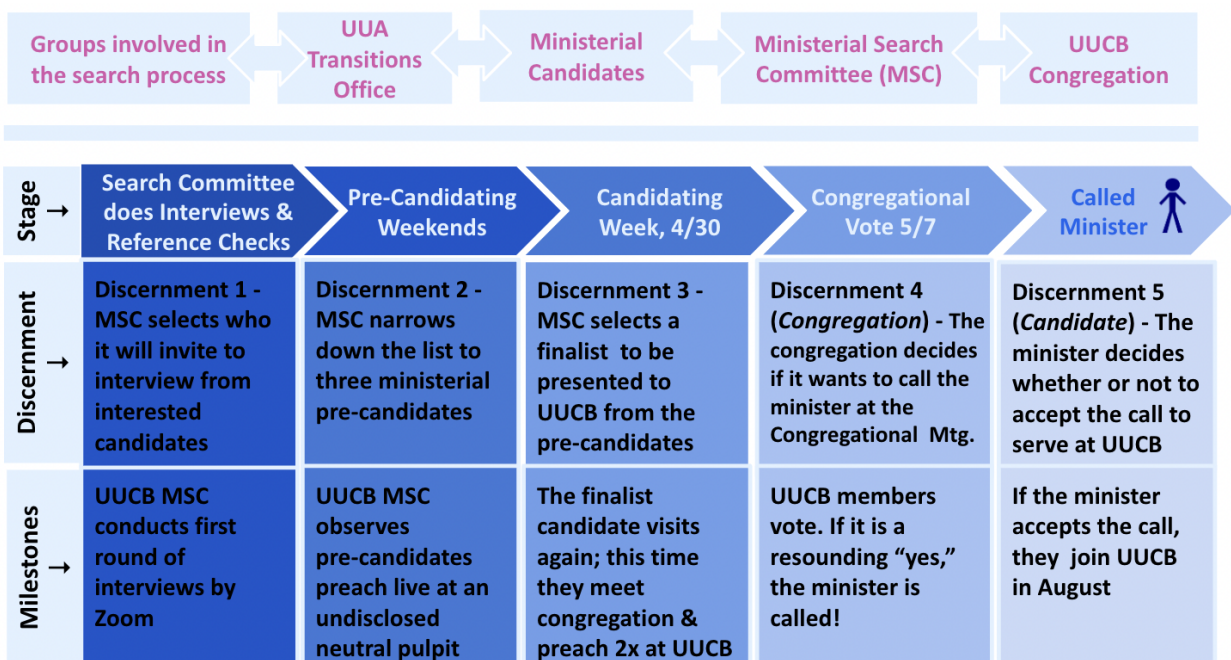 Groups involved in
the search process
UUA
Transitions
Office
Ministerial
Candidates
Ministerial Search
Committee (MSC)
UUCB
Congregation
Stage →
Search Committee
does Interviews &
Reference Checks
Pre-Candidating
Weekends
Candidating
Week, 4/30
Congregational
Vote 5/7
Called
Minister
Discernment
Discernment 1 -
MSC selects who
it will invite to
interview from
interested
candidates
Discernment 2 -
MSC narrows
down the list to
three ministerial
pre-candidates
Discernment 3 -
MSC selects a
finalist to be
presented to
UUCB from the
pre-candidates
Discernment 4
(Congregation) - The
congregation decides
if it wants to call the
minister at the
Congregational Mtg.
Discernment 5
(Candidate) - The
minister decides
whether or not to
accept the call to
serve at UUCB
Milestones →
UUCB MSC
conducts first
round of
interviews by
Zoom
UUCB MSC
observes
pre-candidates
preach live at an
undisclosed
neutral pulpit
The finalist
candidate visits
again; this time
they meet
congregation &
preach 2x at UUCB
UUCB members
vote. If it is a
resounding “yes,”
the minister is
called!
If the minister
accepts the call,
they join UUCB
in August